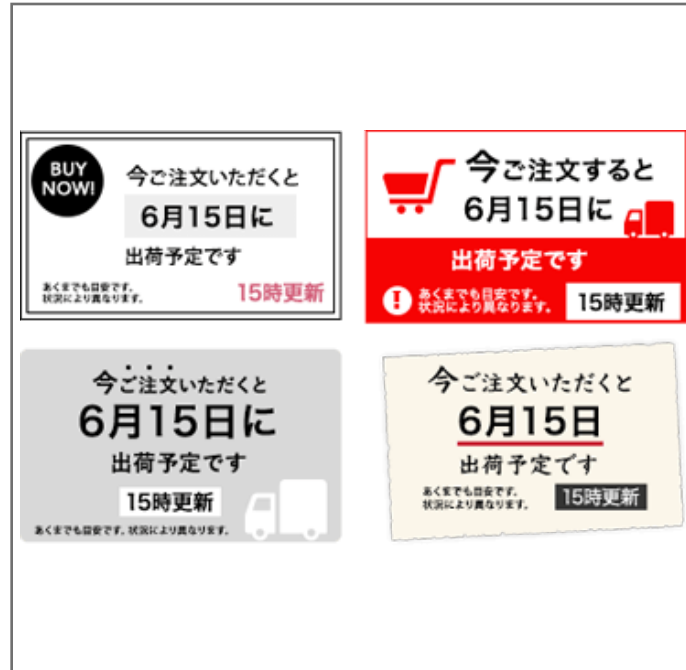 BUY
NOW!
今ご注文いただくと
6月15日に
出荷予定です
あくまでも目安です。
状況により異なります。
15時更新
今ご注文すると
6月15日に
出荷予定です
!
あくまでも目安です。
状況により異なります。
15時更新
今ご注文いただくと
6月15日に
出荷予定です
15時更新
あくまでも目安です。状況により異なります。
今ご注文いただくと
6月15日
出荷予定です
あくまでも目安です。
状況により異なります。
15時更新